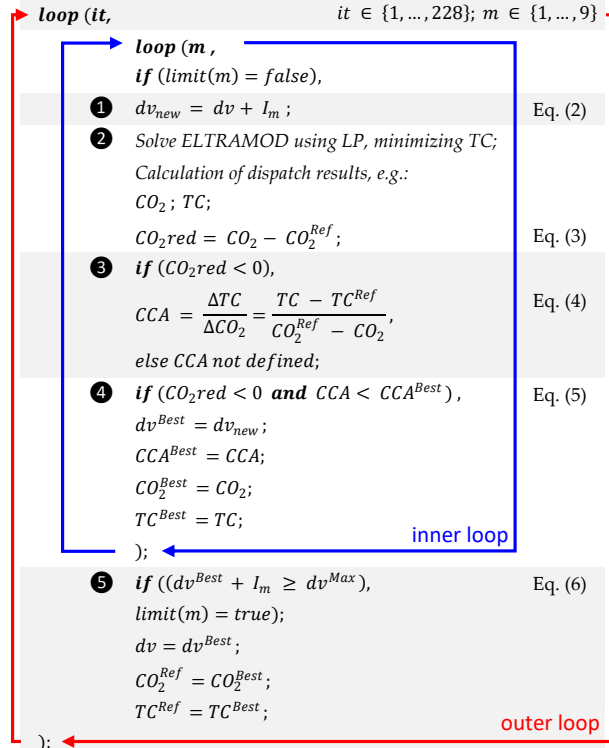 loop (it, it ∈ {1, … , 228}; m ∈ {1, … , 9}
loop (m ,
if (limit(m) = false),
❶ dv_new = dv + I_m ; Eq. (2)
❷ Solve ELTRAMOD using LP, minimizing TC;
Calculation of dispatch results, e.g.:
CO_2 ; TC;
CO_2red = CO_2 − CO_2^Ref ; Eq. (3)
❸ if (CO_2red < 0),
CCA = ΔTC/ΔCO_2 = (TC − TC^Ref)/(CO_2^Ref − CO_2) , Eq. (4)
else CCA not defined;
❹ if (CO_2red < 0 and CCA < CCA^Best) , Eq. (5)
dv^Best = dv_new ;
CCA^Best = CCA;
CO_2^Best = CO_2;
TC^Best = TC;
inner loop
);
❺ if ((dv^Best + I_m ≥ dv^Max), Eq. (6)
limit(m) = true);
dv = dv^Best ;
CO_2^Ref = CO_2^Best ;
TC^Ref = TC^Best ;
outer loop
);